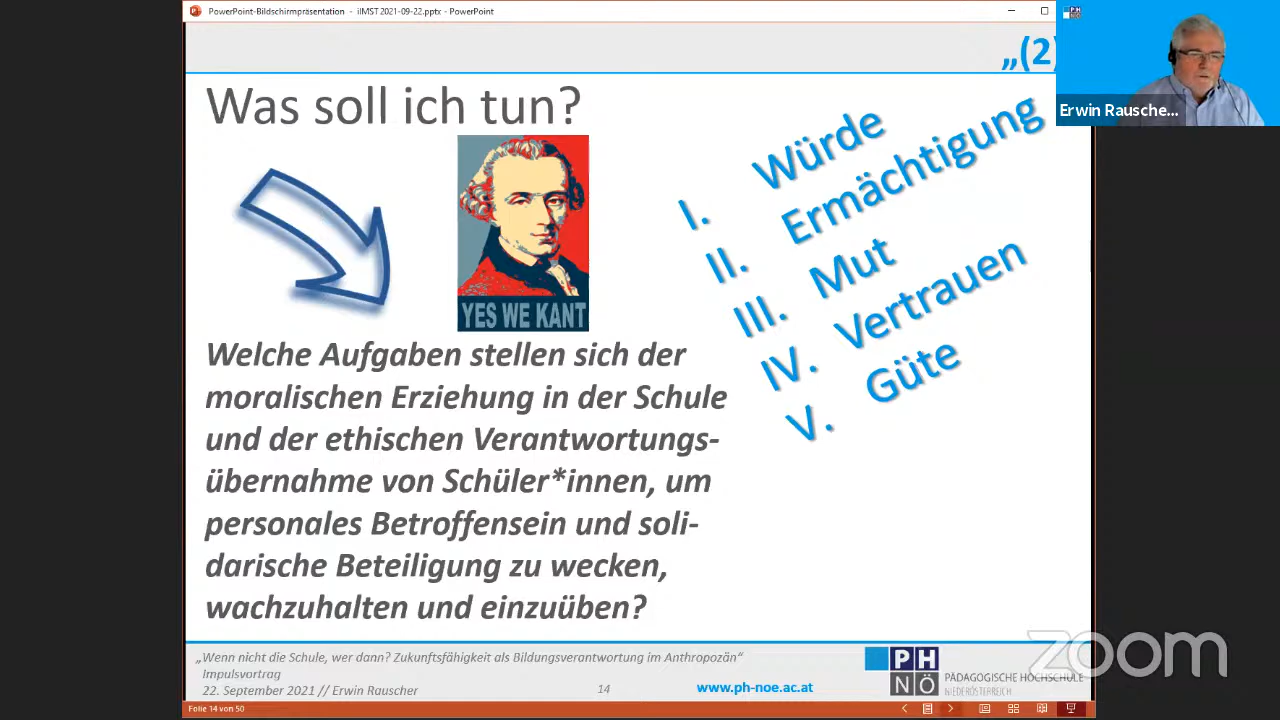 PowerPoint-Bildschirmpräsentation - iIMST2021-09-22.pptx - PowerPoint
„(2)
PH
NÖ
Erwin Rausche...
Was soll ich tun?
YES WE KANT
I. Würde
II. Ermächtigung
III. Mut
IV. Vertrauen
V. Güte
Welche Aufgaben stellen sich der
moralischen Erziehung in der Schule
und der ethischen Verantwortungs-
übernahme von Schüler*innen, um
personales Betroffensein und soli-
darische Beteiligung zu wecken,
wachzuhalten und einzuüben?
„Wenn nicht die Schule, wer dann? Zukunftsfähigkeit als Bildungsverantwortung im Anthropozän“
Impulsvortrag
22. September 2021 // Erwin Rauscher
14
www.ph-noe.ac.at
PH
NÖ
PÄDAGOGISCHE HOCHSCHULE
NIEDERÖSTERREICH
zoom
Folie 14 von 50